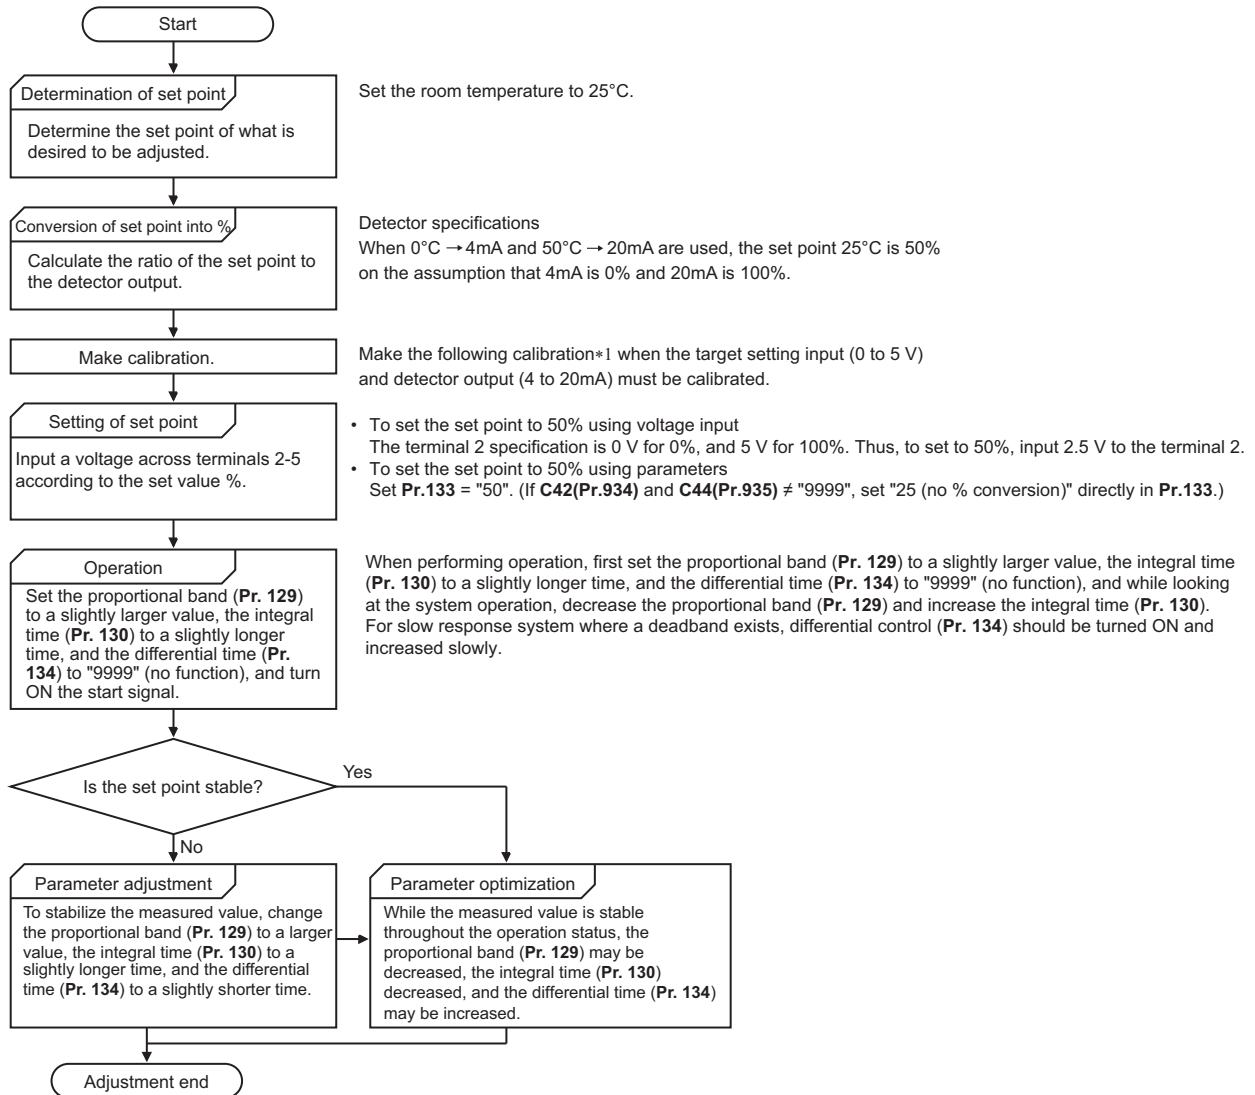 Start
Determination of set point
Determine the set point of what is
desired to be adjusted.
Set the room temperature to 25°C.
Conversion of set point into %
Calculate the ratio of the set point to
the detector output.
Detector specifications
When 0°C →4mA and 50°C →20mA are used, the set point 25°C is 50%
on the assumption that 4mA is 0% and 20mA is 100%.
Make calibration.
Make the following calibration*1 when the target setting input (0 to 5 V)
and detector output (4 to 20mA) must be calibrated.
Setting of set point
Input a voltage across terminals 2-5
according to the set value %.
• To set the set point to 50% using voltage input
The terminal 2 specification is 0 V for 0%, and 5 V for 100%. Thus, to set to 50%, input 2.5 V to the terminal 2.
• To set the set point to 50% using parameters
Set Pr.133 = "50". (If C42(Pr.934) and C44(Pr.935) ≠ "9999", set "25 (no % conversion)" directly in Pr.133.)
Operation
Set the proportional band (Pr. 129)
to a slightly larger value, the integral
time (Pr. 130) to a slightly longer
time, and the differential time (Pr.
134) to "9999" (no function), and turn
ON the start signal.
When performing operation, first set the proportional band (Pr. 129) to a slightly larger value, the integral time
(Pr. 130) to a slightly longer time, and the differential time (Pr. 134) to "9999" (no function), and while looking
at the system operation, decrease the proportional band (Pr. 129) and increase the integral time (Pr. 130).
For slow response system where a deadband exists, differential control (Pr. 134) should be turned ON and
increased slowly.
Is the set point stable?
Yes
No
Parameter adjustment
To stabilize the measured value, change
the proportional band (Pr. 129) to a larger
value, the integral time (Pr. 130) to a
slightly longer time, and the differential
time (Pr. 134) to a slightly shorter time.
Parameter optimization
While the measured value is stable
throughout the operation status, the
proportional band (Pr. 129) may be
decreased, the integral time (Pr. 130)
decreased, and the differential time (Pr. 134)
may be increased.
Adjustment end